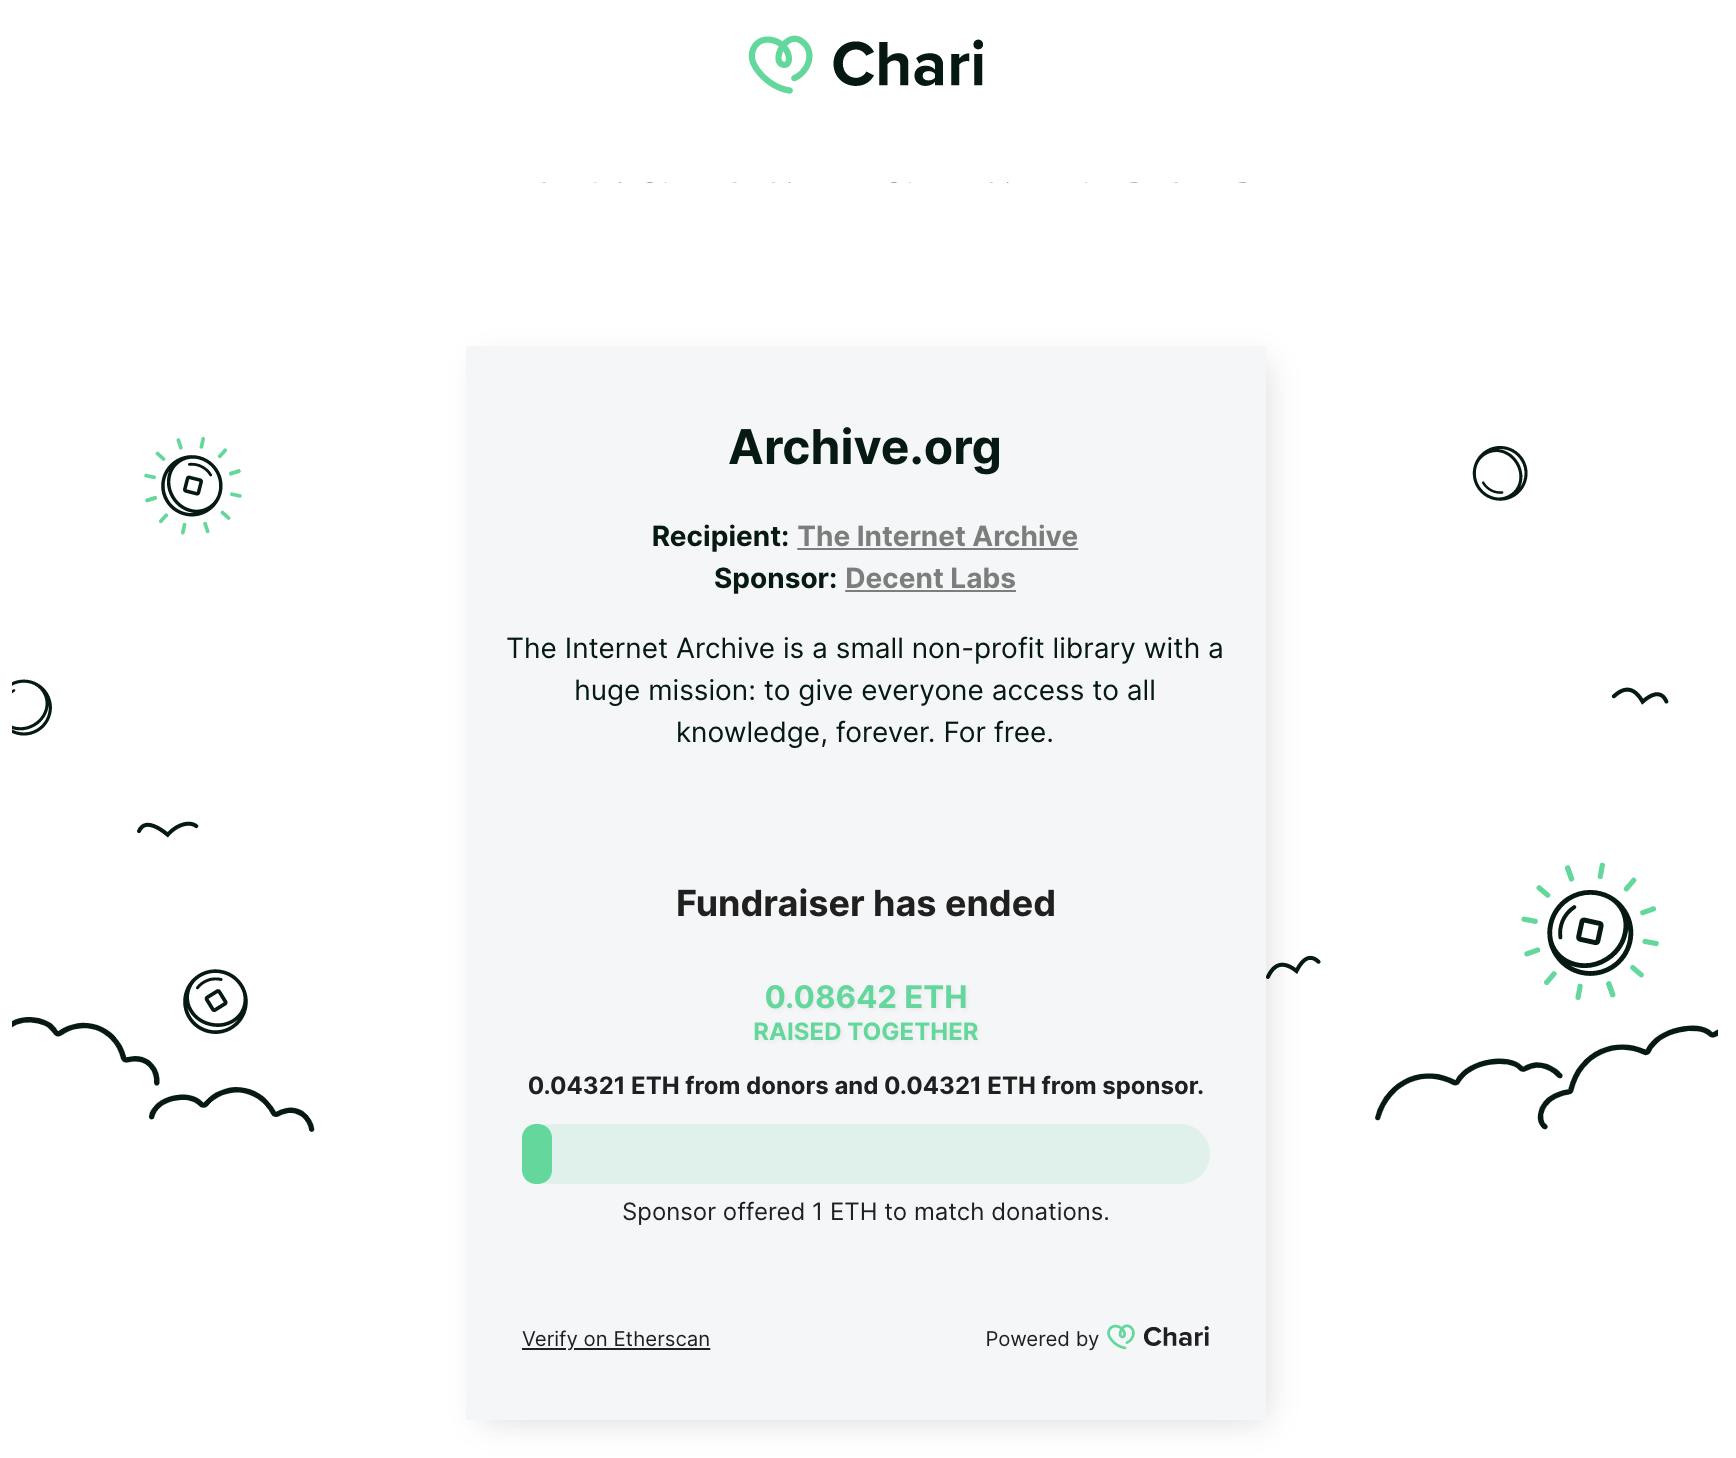 Chari
Archive.org
Recipient: The Internet Archive
Sponsor: Decent Labs
The Internet Archive is a small non-profit library with a
huge mission: to give everyone access to all
knowledge, forever. For free.
Fundraiser has ended
0.08642 ETH
RAISED TOGETHER
0.04321 ETH from donors and 0.04321 ETH from sponsor.
Sponsor offered 1 ETH to match donations.
Verify on Etherscan
Powered by Chari